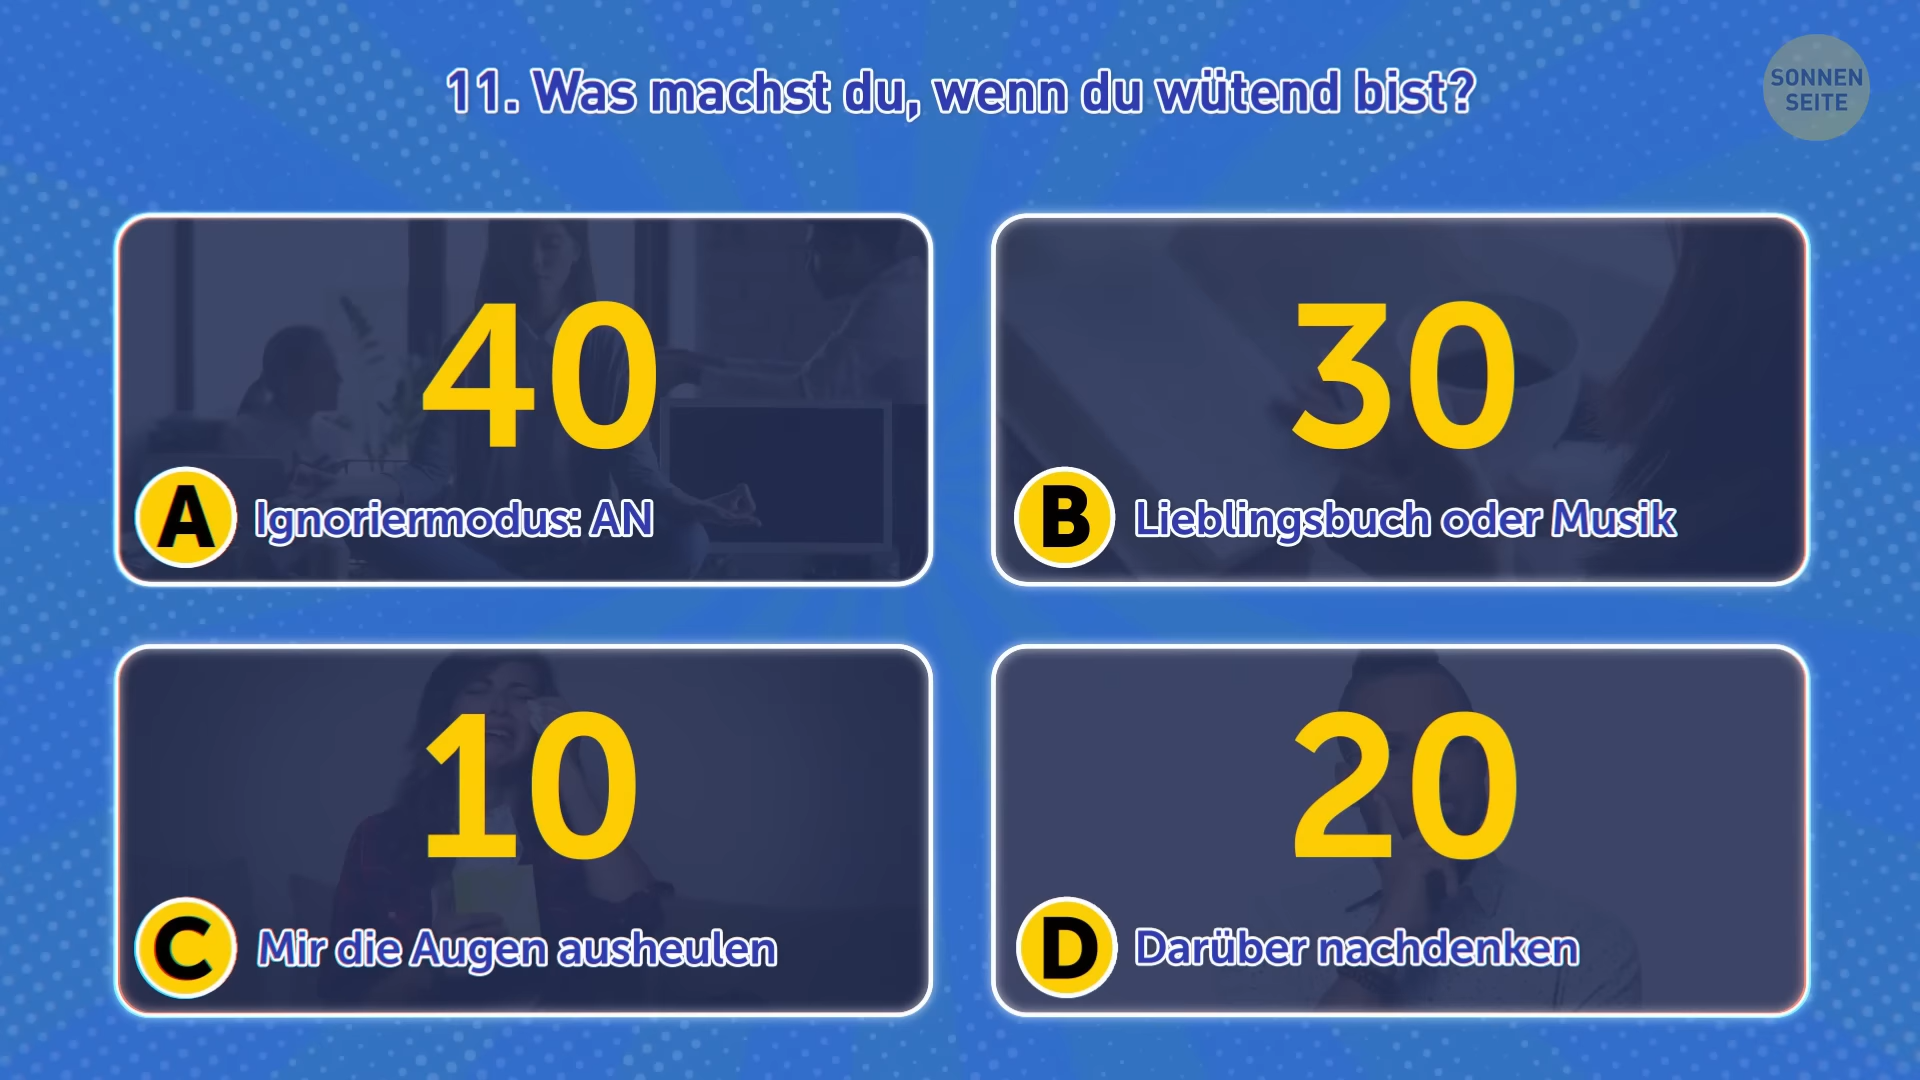 11. Was machst du, wenn du wütend bist?
SONNEN
SEITE
40
A Ignoriermodus: AN
30
B Lieblingsbuch oder Musik
10
C Mir die Augen ausheulen
20
D Darüber nachdenken